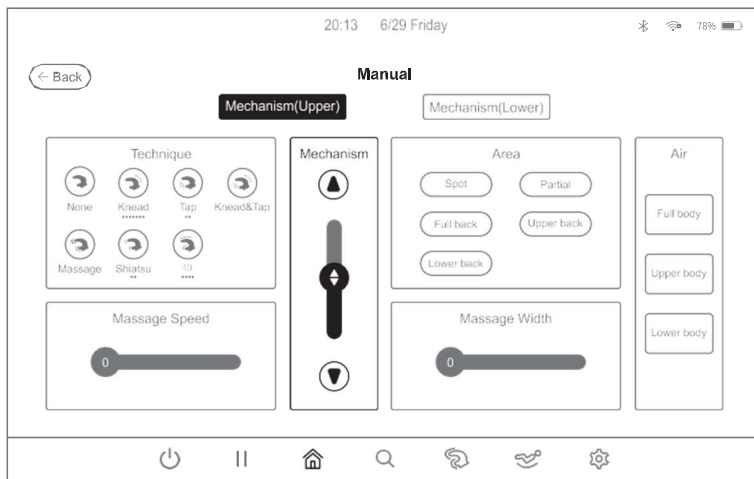 20:13 6/29 Friday 78%
← Back
Manual
Mechanism(Upper) Mechanism(Lower)
Technique
None Knead Tap Knead&Tap
Massage Shiatsu 3D
Mechanism
Area
Spot Partial
Full back Upper back
Lower back
Air
Full body
Upper body
Lower body
Massage Speed
0
Massage Width
0